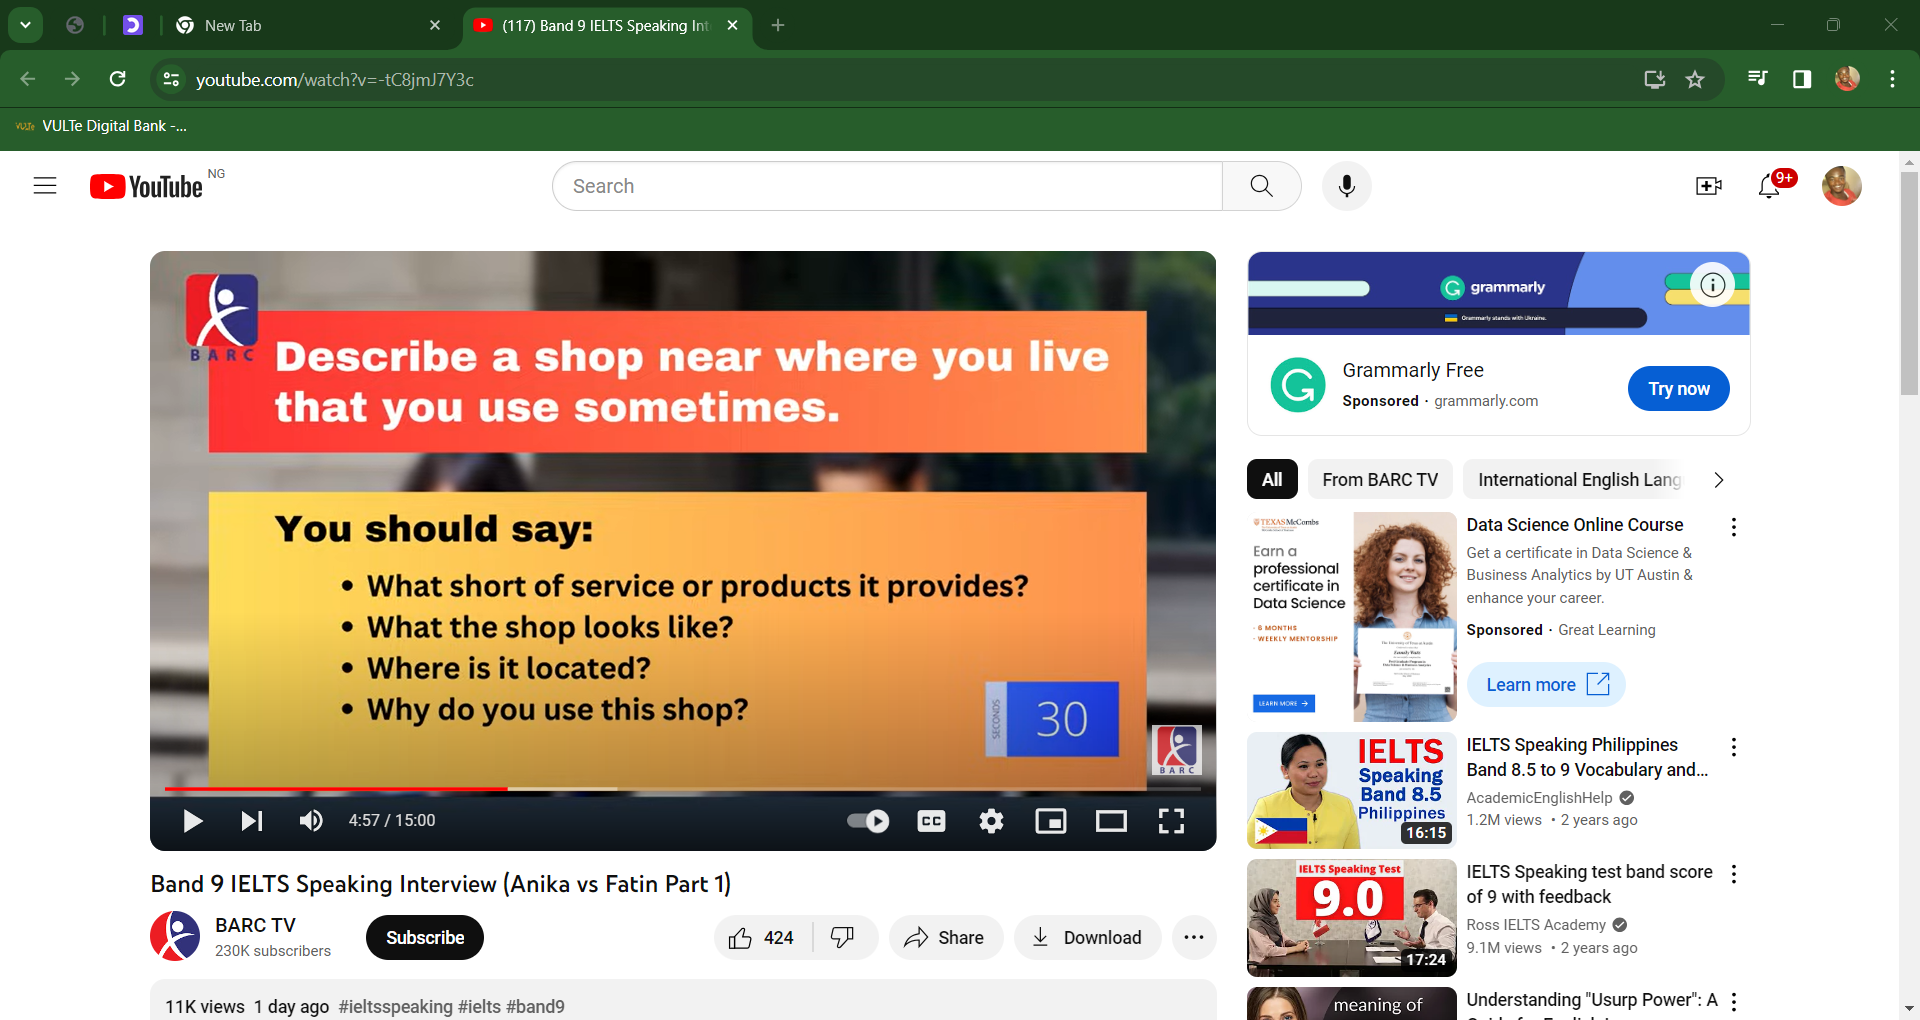 New Tab
(117) Band 9 IELTS Speaking Int
youtube.com/watch?v=-tC8jmJ7Y3c
VULTe VULTe Digital Bank -...
YouTube NG
Search
9+
BARC
Describe a shop near where you live
that you use sometimes.
You should say:
• What short of service or products it provides?
• What the shop looks like?
• Where is it located?
• Why do you use this shop?
SECONDS 30
BARC
4:57 / 15:00
CC
Band 9 IELTS Speaking Interview (Anika vs Fatin Part 1)
BARC TV
230K subscribers
Subscribe
424
Share
Download
11K views 1 day ago #ieltsspeaking #ielts #band9
grammarly
Grammarly stands with Ukraine.
Grammarly Free
Sponsored · grammarly.com
Try now
All
From BARC TV
International English Lang
TEXAS McCombs
Earn a
professional
certificate in
Data Science
· 6 MONTHS
· WEEKLY MENTORSHIP
LEARN MORE →
Data Science Online Course
Get a certificate in Data Science &
Business Analytics by UT Austin &
enhance your career.
Sponsored · Great Learning
Learn more
IELTS
Speaking
Band 8.5
Philippines
16:15
IELTS Speaking Philippines
Band 8.5 to 9 Vocabulary and...
AcademicEnglishHelp
1.2M views • 2 years ago
IELTS Speaking Test
9.0
17:24
IELTS Speaking test band score
of 9 with feedback
Ross IELTS Academy
9.1M views • 2 years ago
meaning of
Understanding "Usurp Power": A